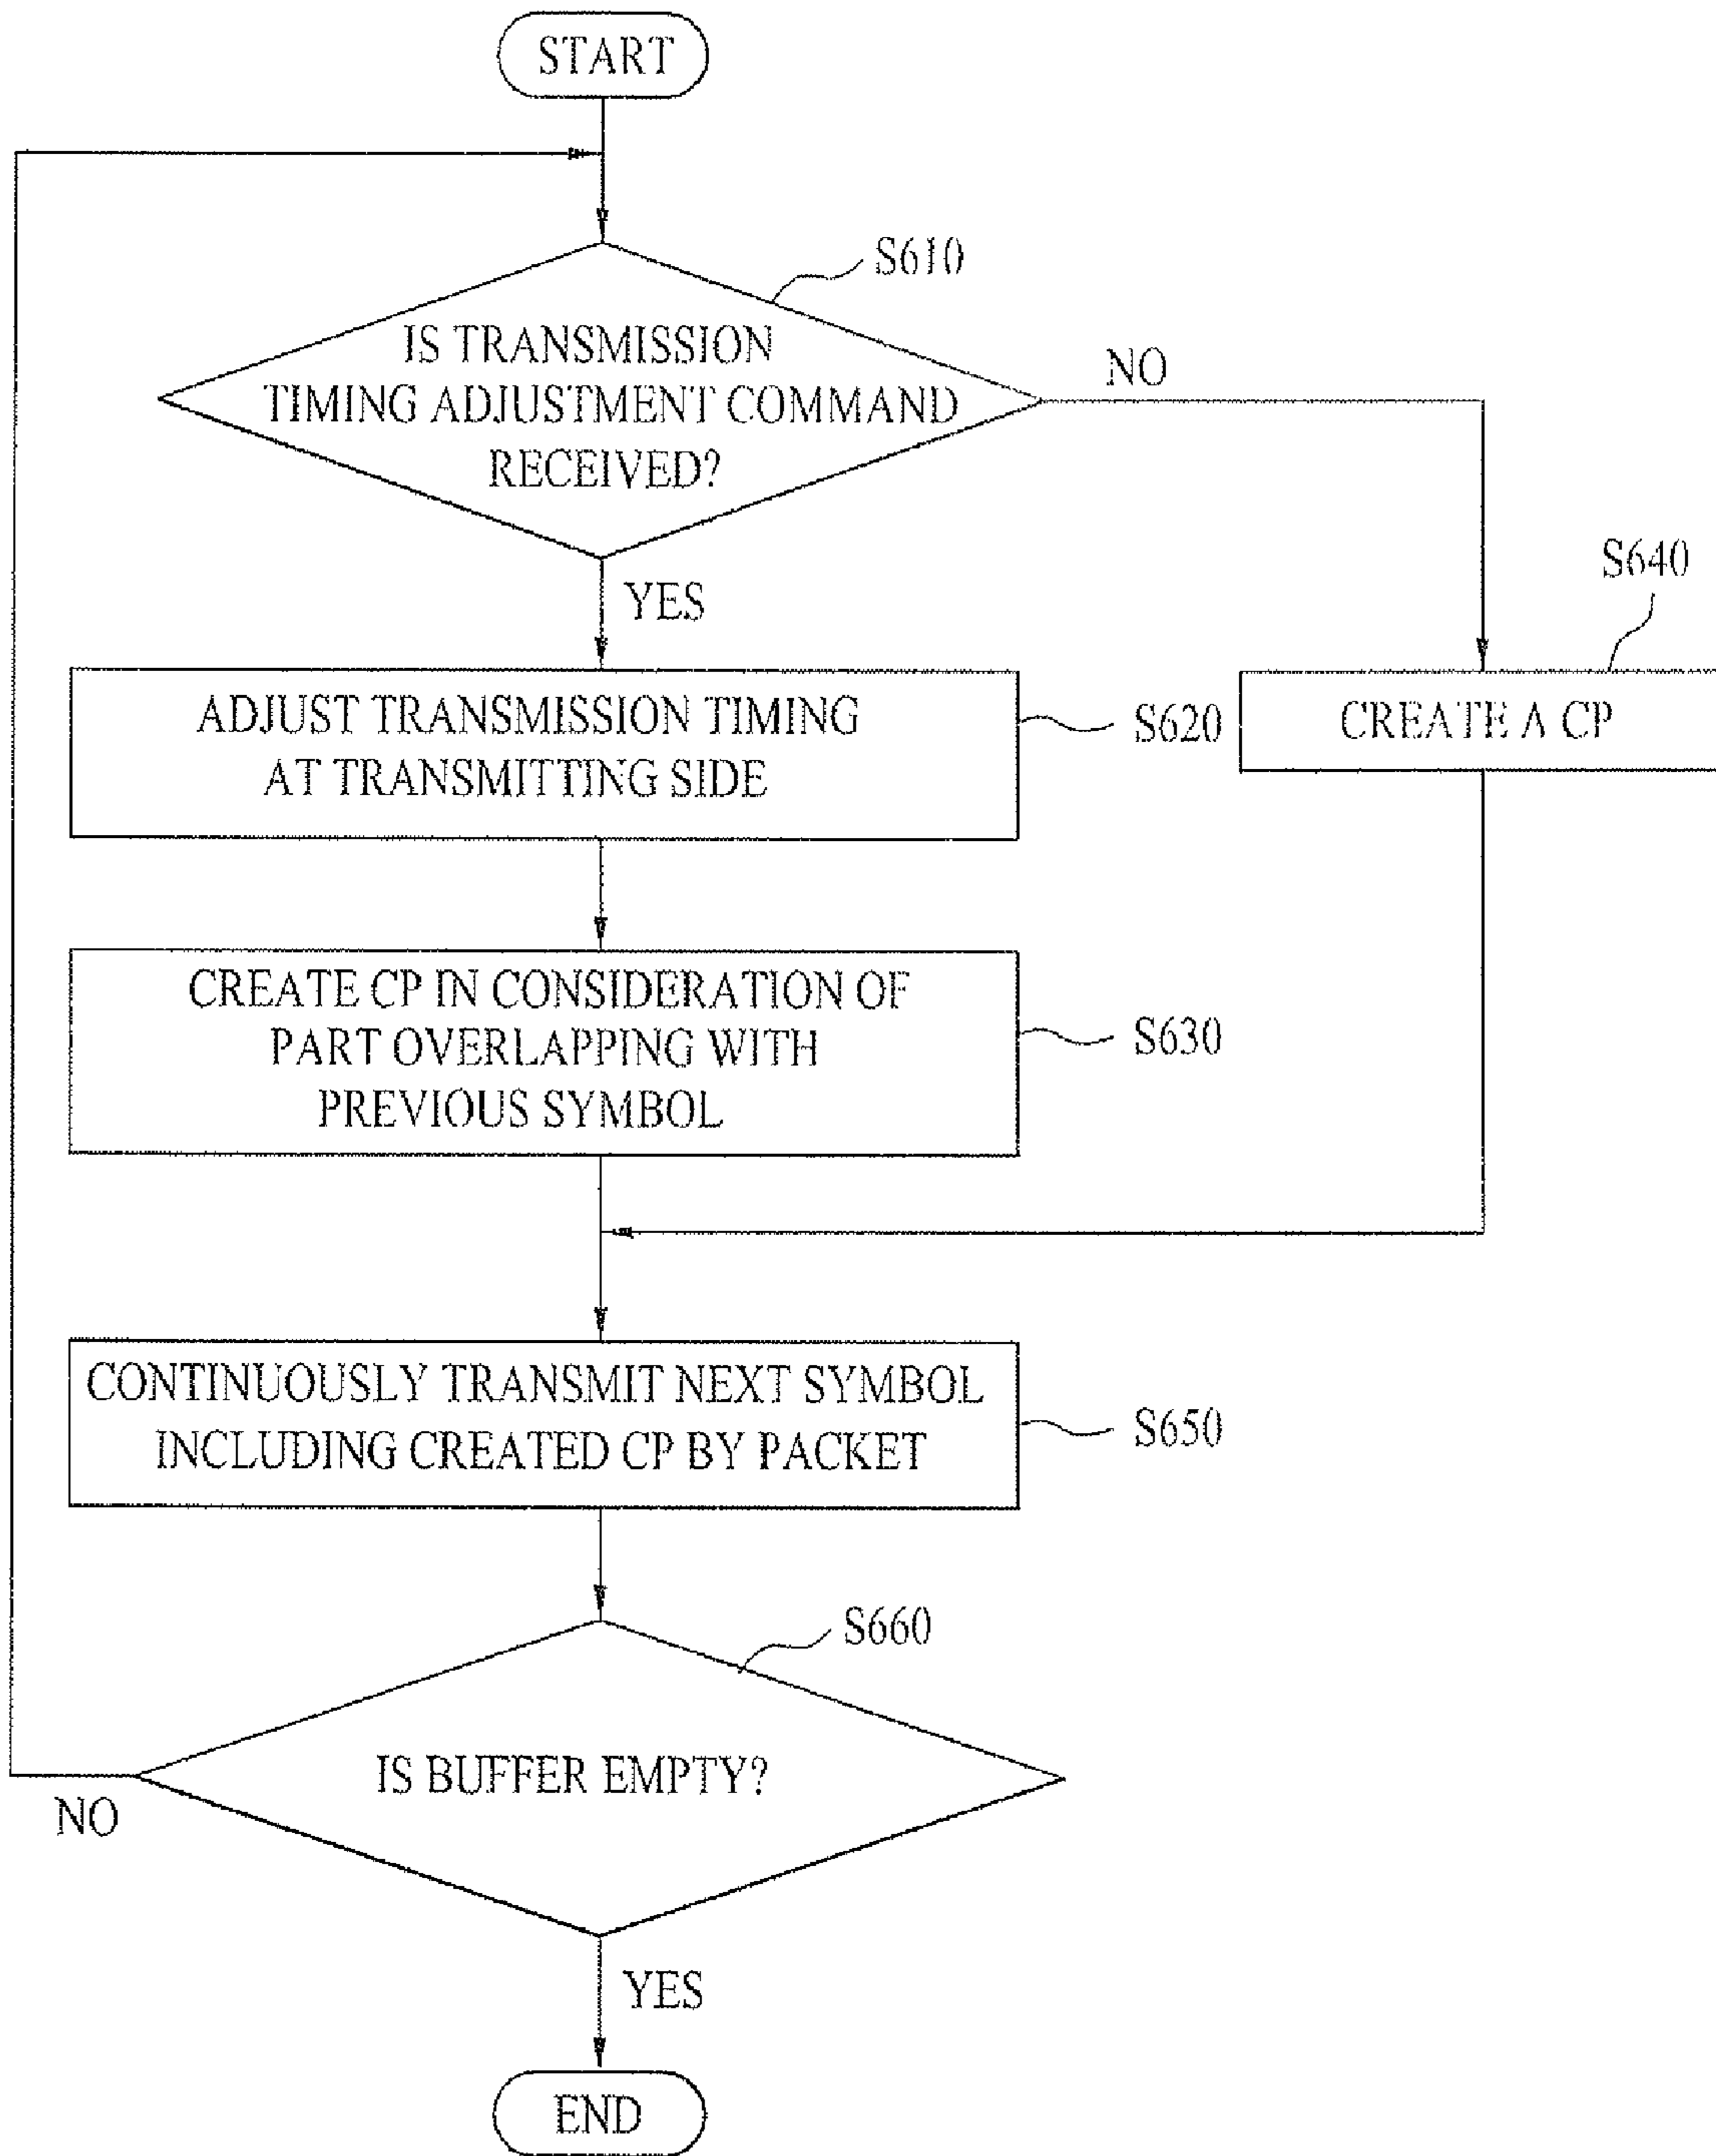 START
S610
IS TRANSMISSION
TIMING ADJUSTMENT COMMAND
RECEIVED?
NO
YES
S640
ADJUST TRANSMISSION TIMING
AT TRANSMITTING SIDE
S620
CREATE A CP
CREATE CP IN CONSIDERATION OF
PART OVERLAPPING WITH
PREVIOUS SYMBOL
S630
CONTINUOUSLY TRANSMIT NEXT SYMBOL
INCLUDING CREATED CP BY PACKET
S650
S660
IS BUFFER EMPTY?
NO
YES
END